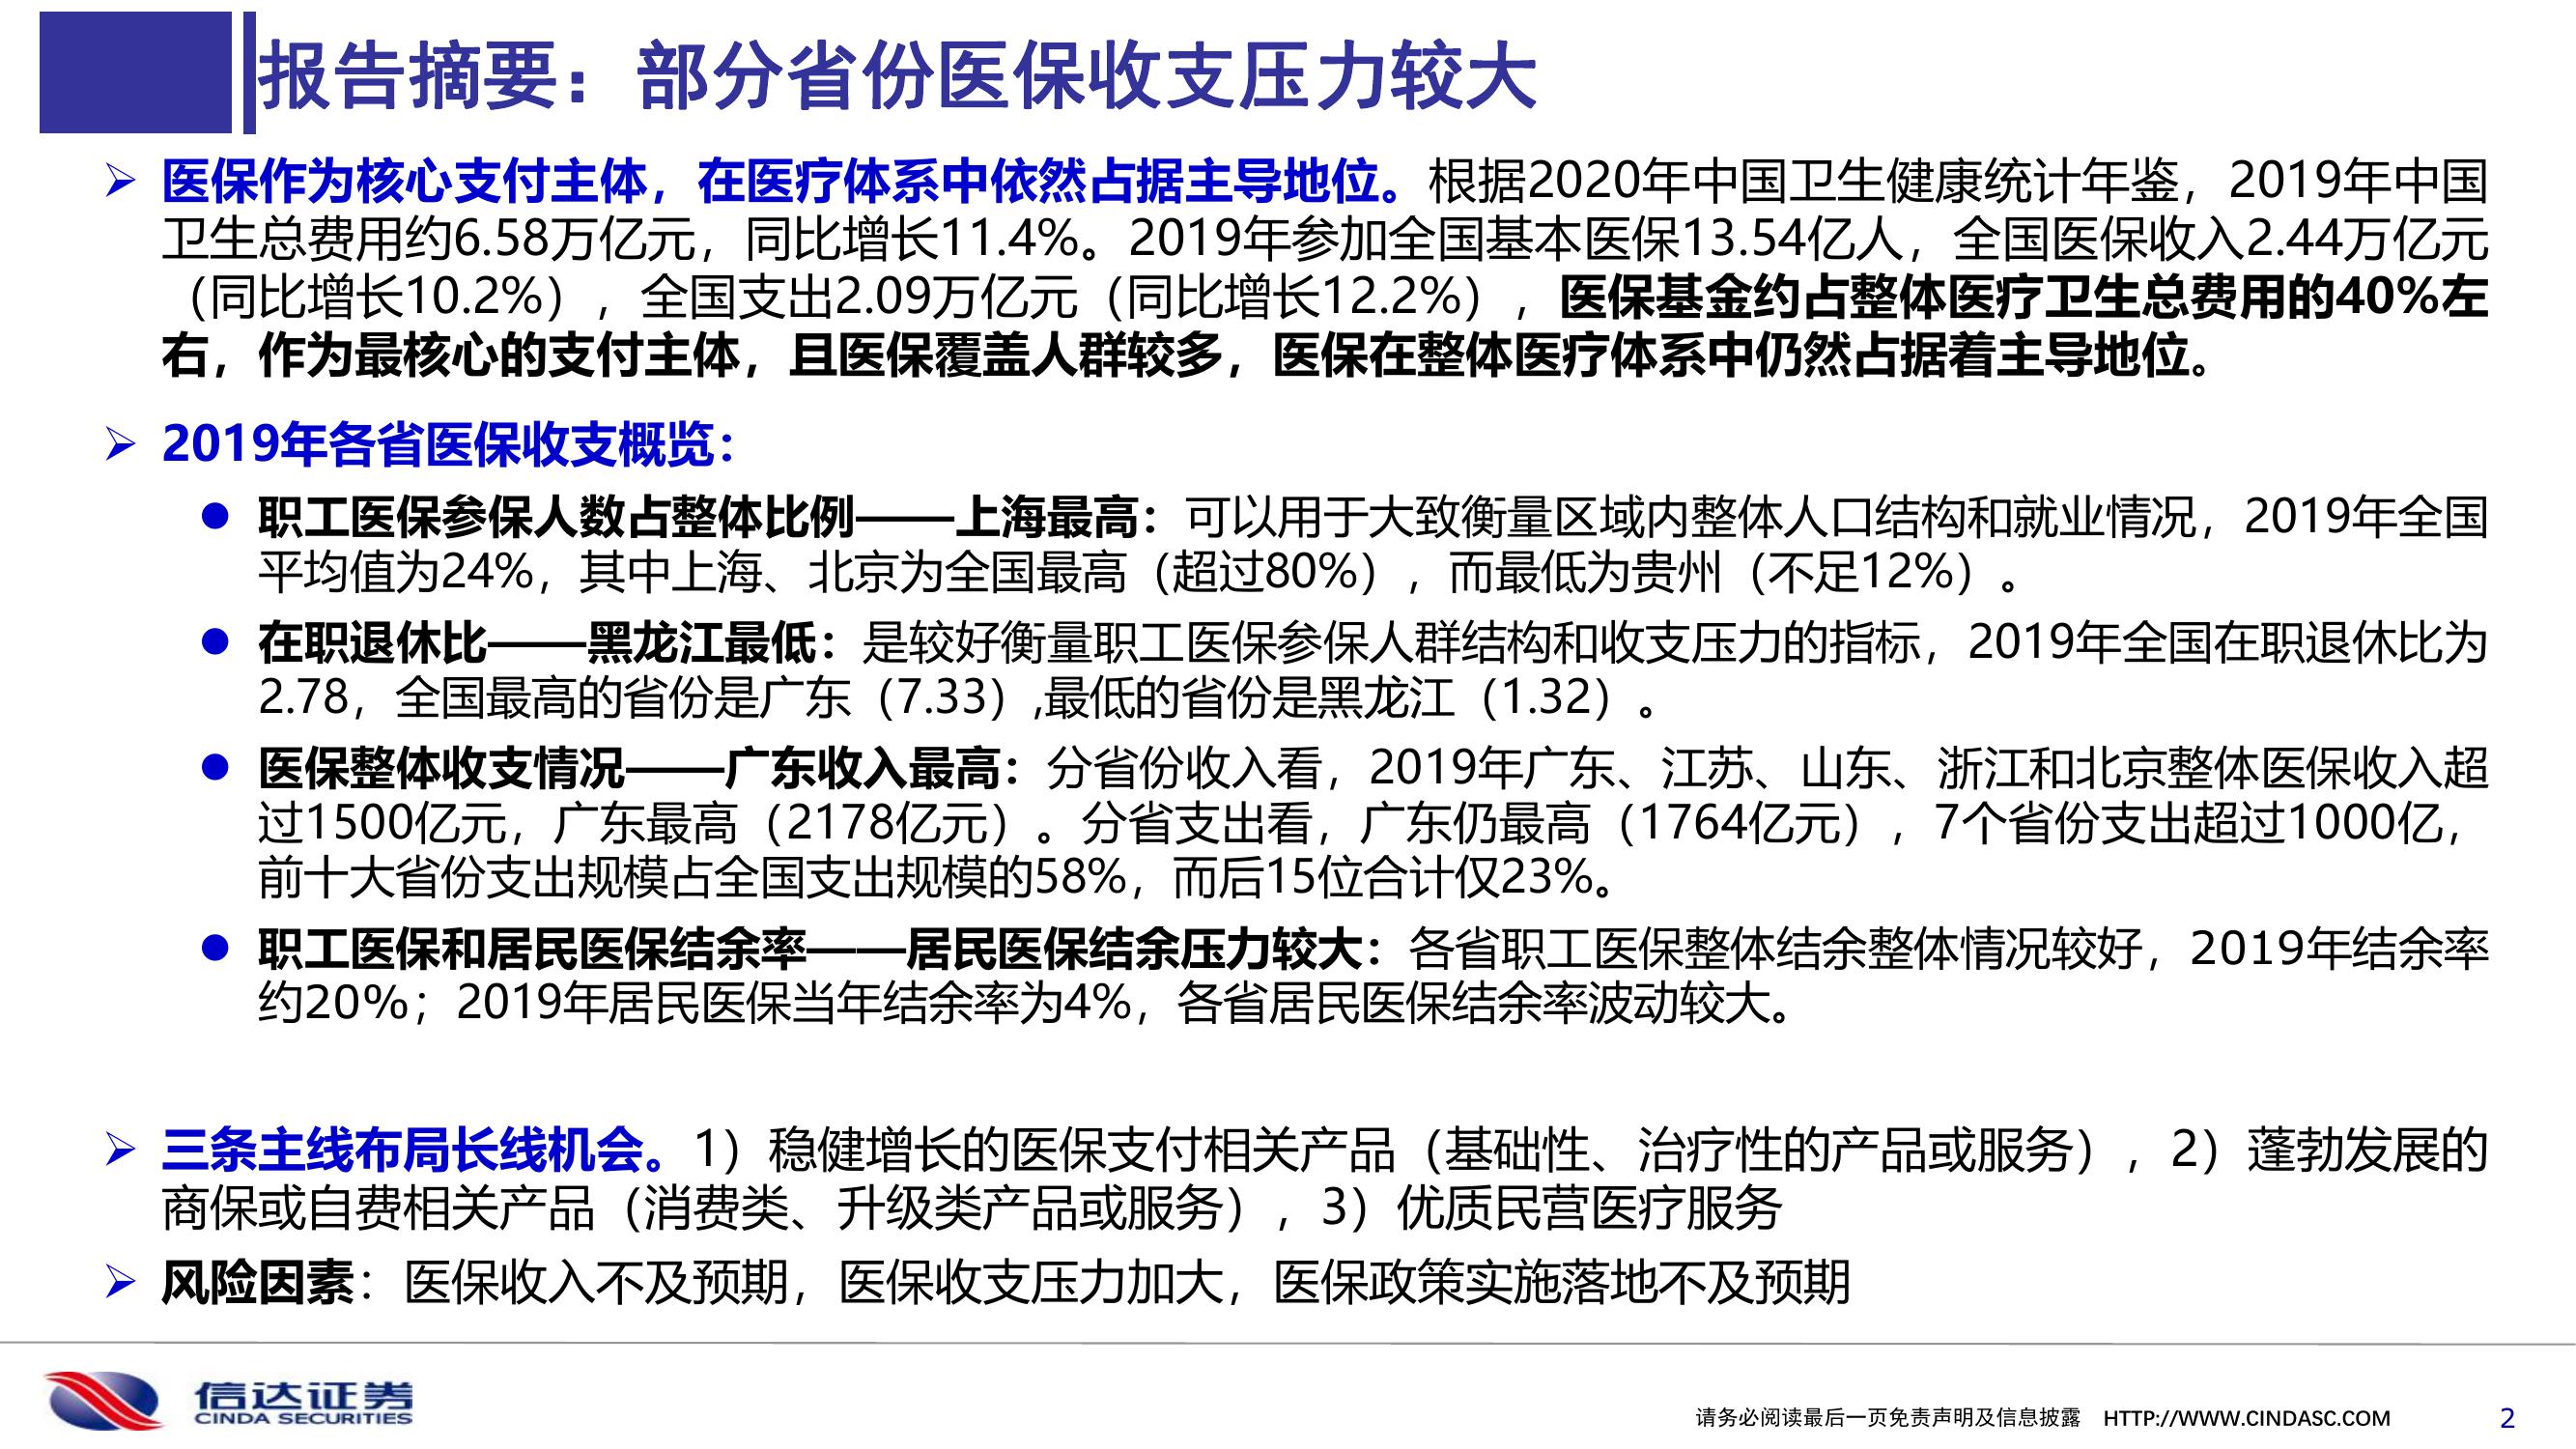 报告摘要：部分省份医保收支压力较大
医保作为核心支付主体，在医疗体系中依然占据主导地位。根据2020年中国卫生健康统计年鉴，2019年中国
卫生总费用约6.58万亿元，同比增长11.4%。2019年参加全国基本医保13.54亿人，全国医保收入2.44万亿元
（同比增长10.2%），全国支出2.09万亿元（同比增长12.2%），医保基金约占整体医疗卫生总费用的40%左
右，作为最核心的支付主体，且医保覆盖人群较多，医保在整体医疗体系中仍然占据着主导地位。
2019年各省医保收支概览：
职工医保参保人数占整体比例——上海最高：可以用于大致衡量区域内整体人口结构和就业情况，2019年全国
平均值为24%，其中上海、北京为全国最高（超过80%），而最低为贵州（不足12%）。
在职退休比——黑龙江最低：是较好衡量职工医保参保人群结构和收支压力的指标，2019年全国在职退休比为
2.78，全国最高的省份是广东（7.33）,最低的省份是黑龙江（1.32）。
医保整体收支情况——广东收入最高：分省份收入看，2019年广东、江苏、山东、浙江和北京整体医保收入超
过1500亿元，广东最高（2178亿元）。分省支出看，广东仍最高（1764亿元），7个省份支出超过1000亿，
前十大省份支出规模占全国支出规模的58%，而后15位合计仅23%。
职工医保和居民医保结余率——居民医保结余压力较大：各省职工医保整体结余整体情况较好，2019年结余率
约20%；2019年居民医保当年结余率为4%，各省居民医保结余率波动较大。
三条主线布局长线机会。1）稳健增长的医保支付相关产品（基础性、治疗性的产品或服务），2）蓬勃发展的
商保或自费相关产品（消费类、升级类产品或服务），3）优质民营医疗服务
风险因素：医保收入不及预期，医保收支压力加大，医保政策实施落地不及预期
信达证券
CINDA SECURITIES
请务必阅读最后一页免责声明及信息披露 HTTP://WWW.CINDASC.COM 2